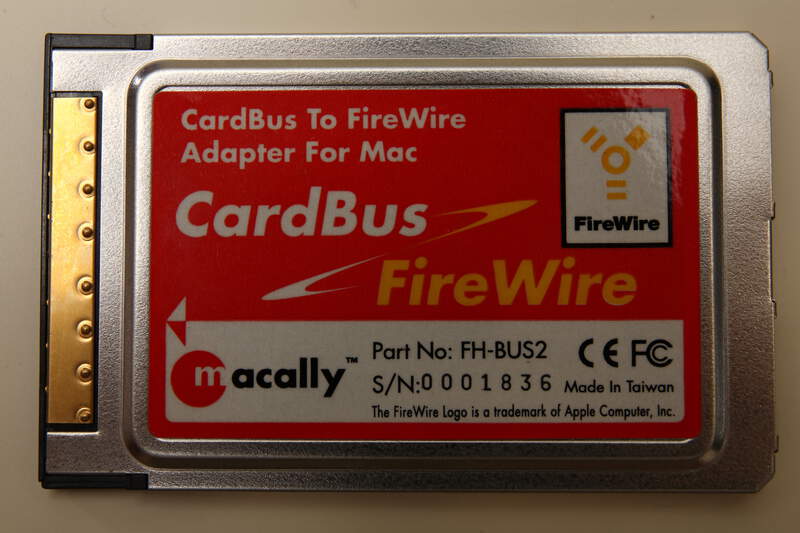 CardBus To FireWire
Adapter For Mac
CardBus
FireWire
FireWire
macally™
Part No: FH-BUS2
CE FC
S/N:0001836
Made In Taiwan
The FireWire Logo is a trademark of Apple Computer, Inc.